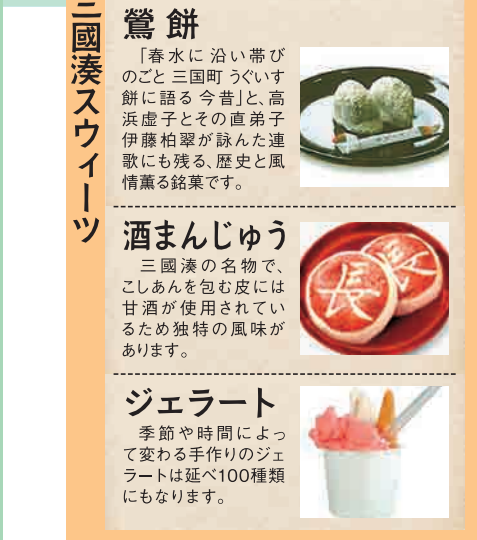 三國湊スウィーツ
鶯餅
「春水に 沿い帯び
のごと 三国町 うぐいす
餅に語る 今昔」と、高
浜虚子とその直弟子
伊藤柏翠が詠んだ連
歌にも残る、歴史と風
情薫る銘菓です。
酒まんじゅう
三國湊の名物で、
こしあんを包む皮には
甘酒が使用されてい
るため独特の風味が
あります。
長
長
ジェラート
季節や時間によっ
て変わる手作りのジェ
ラートは延べ100種類
にもなります。